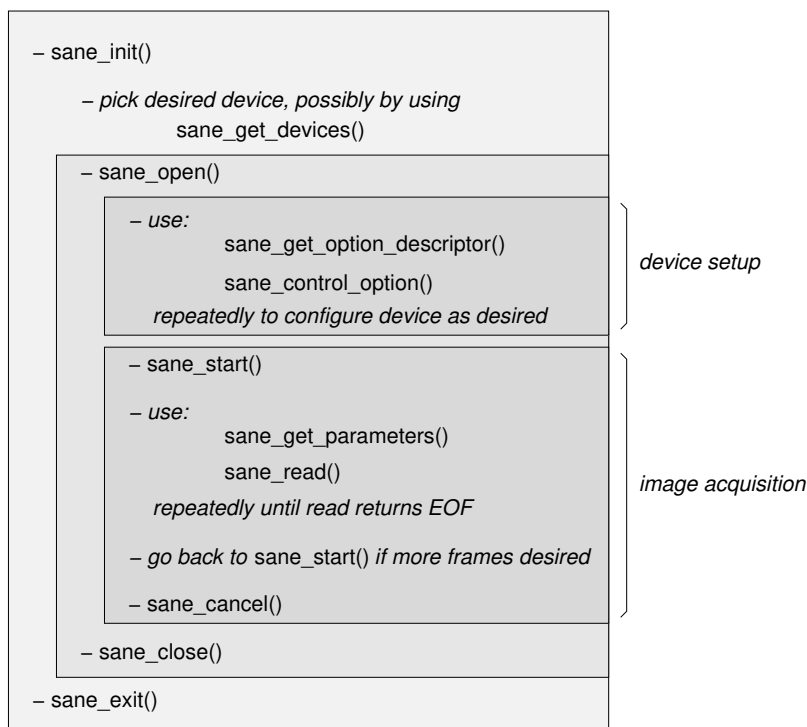 – sane_init()
– pick desired device, possibly by using
sane_get_devices()
– sane_open()
– use:
sane_get_option_descriptor()
sane_control_option()
repeatedly to configure device as desired
device setup
– sane_start()
– use:
sane_get_parameters()
sane_read()
repeatedly until read returns EOF
– go back to sane_start() if more frames desired
– sane_cancel()
image acquisition
– sane_close()
– sane_exit()